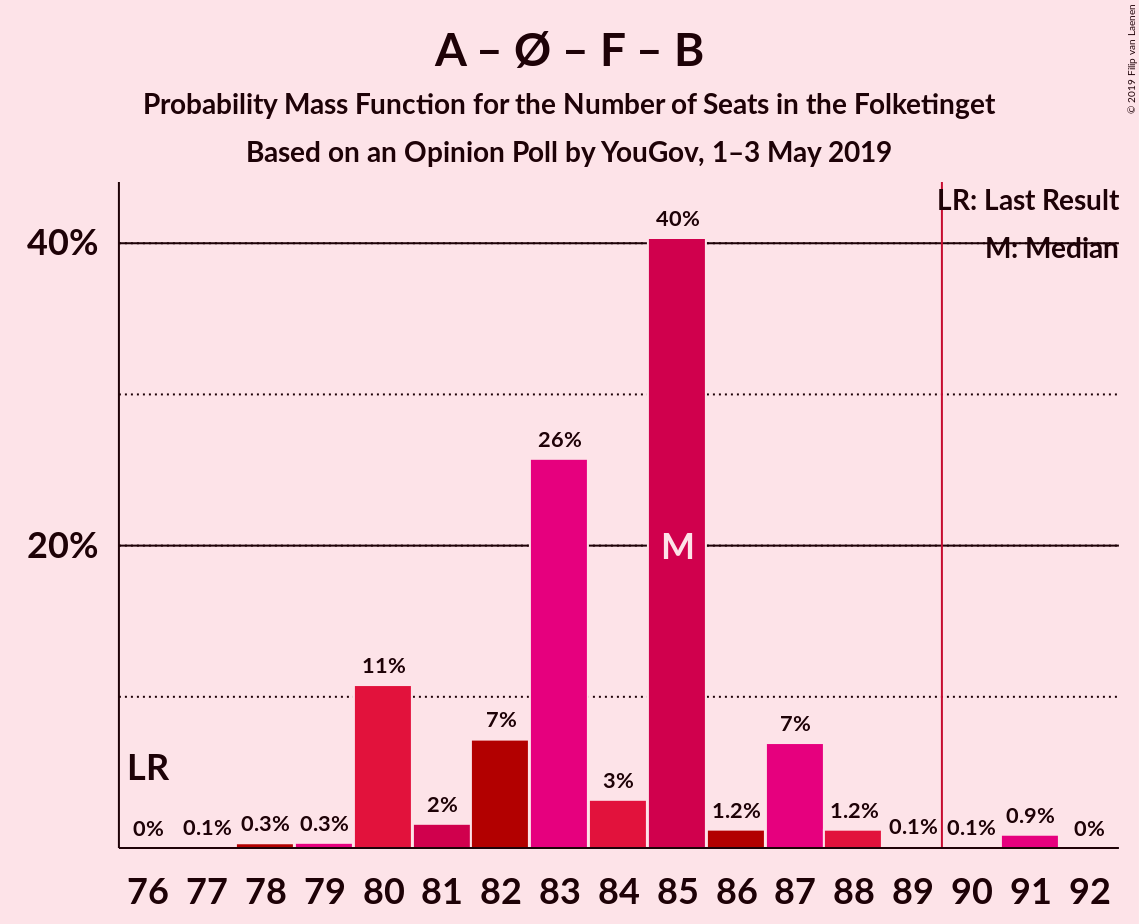 A – Ø – F – B
Probability Mass Function for the Number of Seats in the Folketinget
Based on an Opinion Poll by YouGov, 1–3 May 2019
© 2019 Filip van Laenen
LR: Last Result
M: Median
40%
20%
40%
26%
11%
7%
7%
3%
2%
1.2%
1.2%
0.9%
0%
0.1%
0.3%
0.3%
0.1%
0.1%
0%
LR
M
76 77 78 79 80 81 82 83 84 85 86 87 88 89 90 91 92